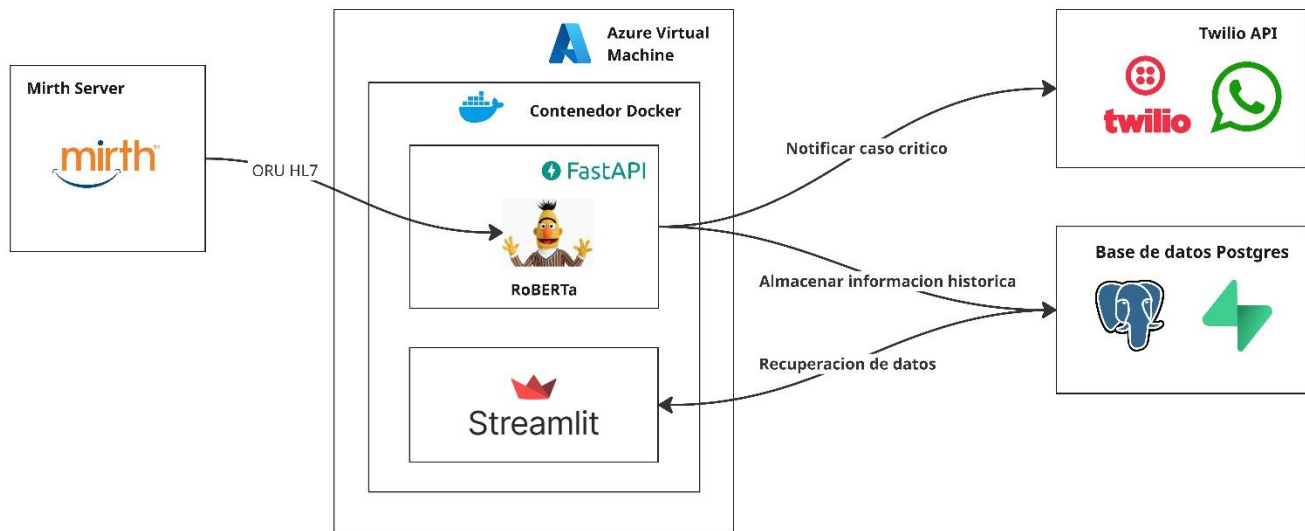 Mirth Server
mirth
ORU HL7
Azure Virtual
Machine
Contenedor Docker
FastAPI
RoBERTa
Streamlit
Notificar caso critico
Almacenar informacion historica
Recuperacion de datos
Twilio API
twilio
Base de datos Postgres